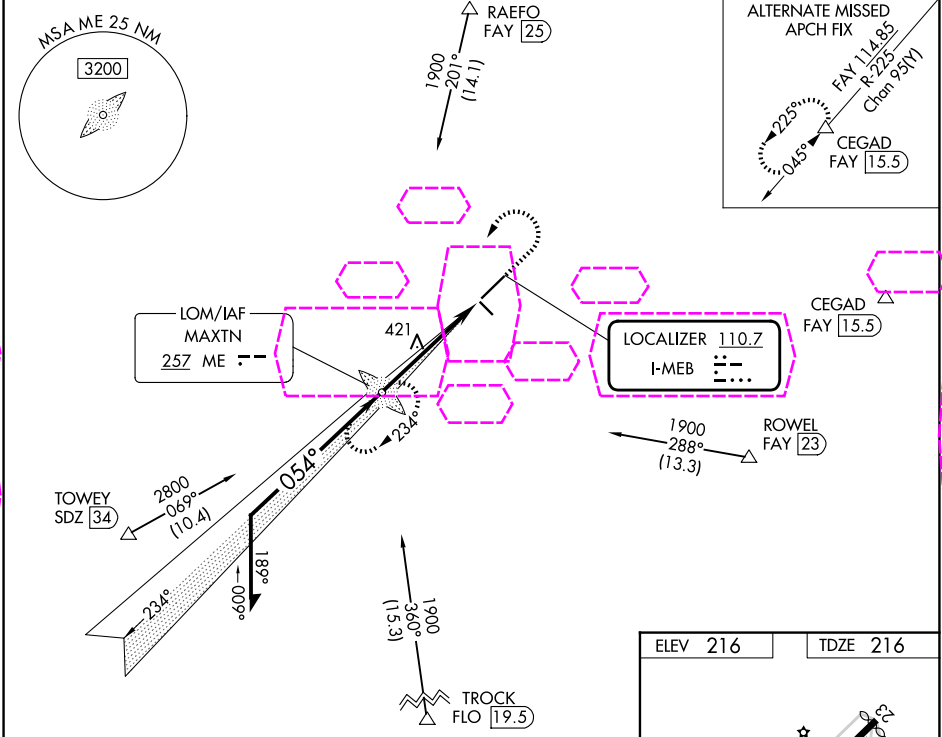 MSA ME 25 NM
3200
RAEFO
FAY 25
1900
201°
(14.1)
ALTERNATE MISSED
APCH FIX
FAY 114.85
R-225
Chan 95(Y)
225°
045°
CEGAD
FAY 15.5
LOM/IAF
MAXTN
257 ME
421
LOCALIZER 110.7
I-MEB
CEGAD
FAY 15.5
234°
1900
288°
(13.3)
ROWEL
FAY 23
054°
TOWEY
SDZ 34
2800
069°
(10.4)
189°
009°
234°
1900
360°
(15.3)
TROCK
FLO 19.5
ELEV 216
TDZE 216
23